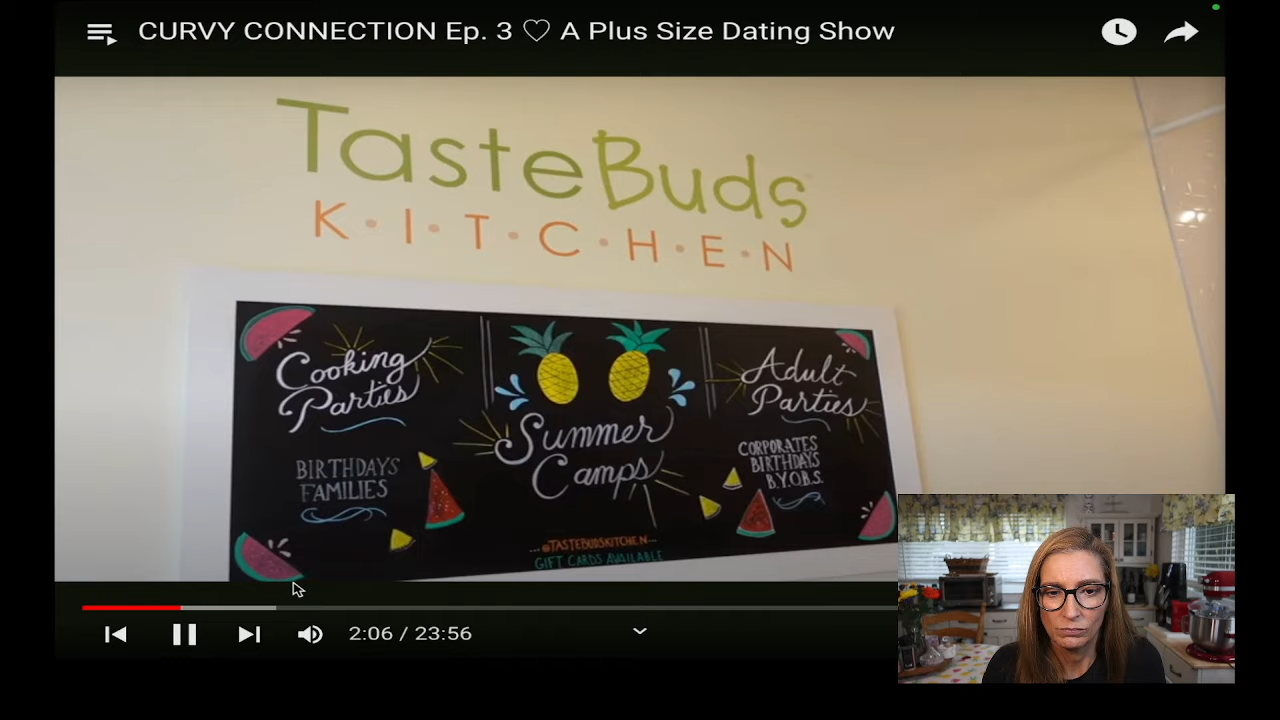 CURVY CONNECTION Ep. 3 ♡ A Plus Size Dating Show
TasteBuds
K·I·T·C·H·E·N
Cooking
Parties
BIRTHDAYS
FAMILIES
Summer
Camps
...@TASTEBUDSKITCHEN...
GIFT CARDS AVAILABLE
Adult
Parties
CORPORATES
BIRTHDAYS
B.Y.O.B.S.
2:06 / 23:56